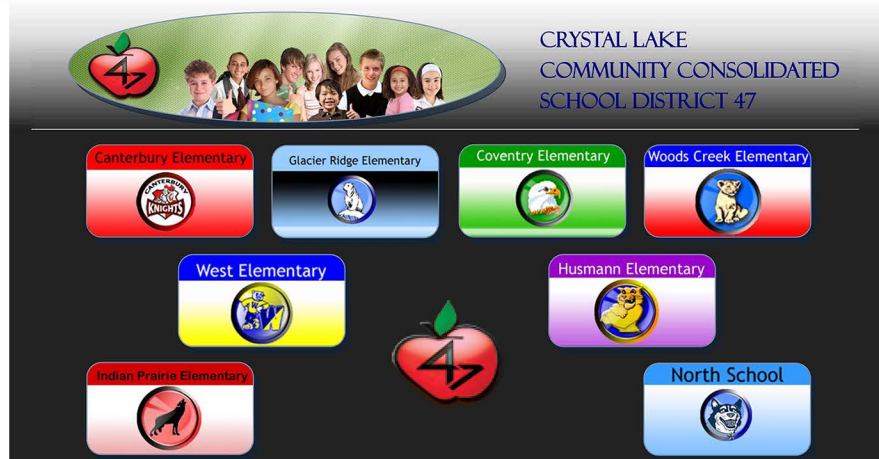 47
CRYSTAL LAKE
COMMUNITY CONSOLIDATED
SCHOOL DISTRICT 47
Canterbury Elementary
Glacier Ridge Elementary
Coventry Elementary
Woods Creek Elementary
CANTERBURY
KNIGHTS
West Elementary
Husmann Elementary
W
47
Indian Prairie Elementary
North School